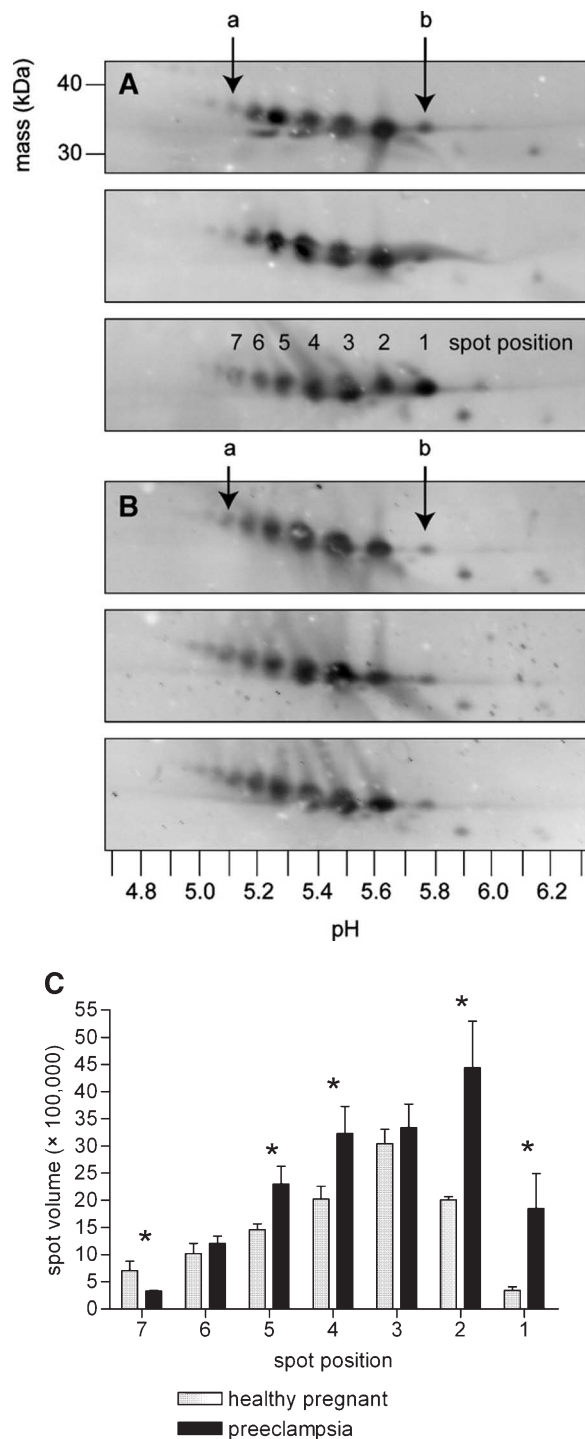 a b
A
mass (kDa)
40
30
7 6 5 4 3 2 1 spot position
a b
B
4.8 5.0 5.2 5.4 5.6 5.8 6.0 6.2
pH
C
spot volume (× 100,000)
55
50
45
40
35
30
25
20
15
10
5
0
* * * * *
7 6 5 4 3 2 1
spot position
healthy pregnant
preeclampsia